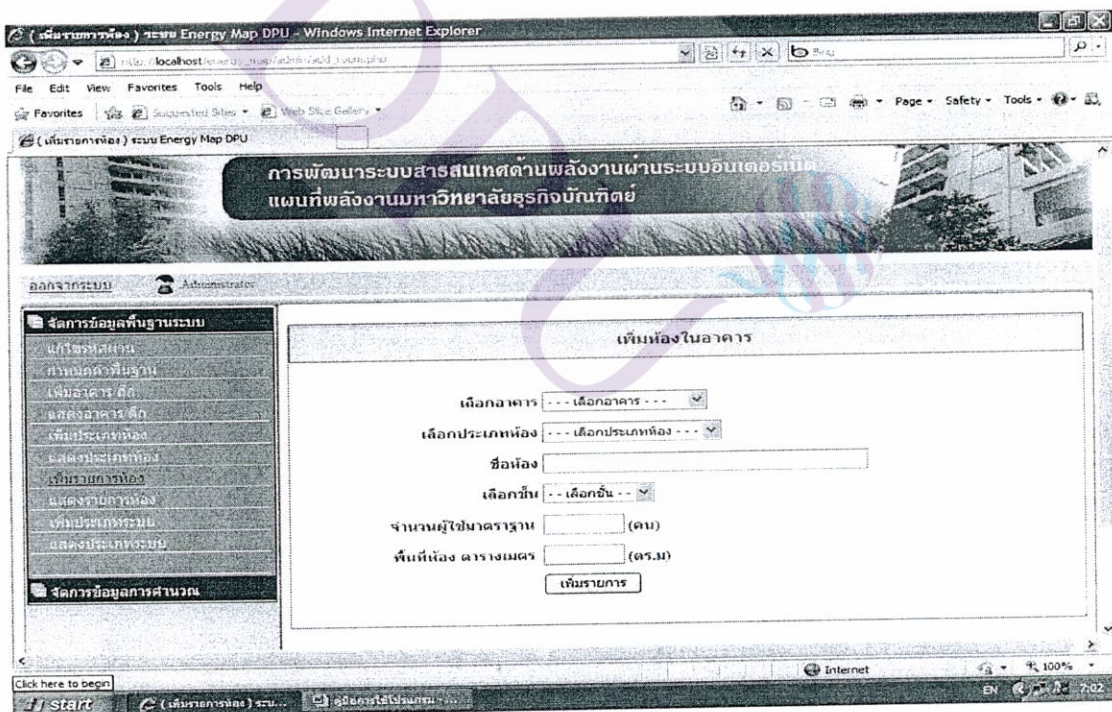 ( เพิ่มรายการห้อง ) ระบบ Energy Map DPU - Windows Internet Explorer
http://localhost/energy_map/admin/add_room.php
File Edit View Favorites Tools Help
Favorites Suggested Sites Web Slice Gallery
Page Safety Tools
( เพิ่มรายการห้อง ) ระบบ Energy Map DPU
การพัฒนาระบบสารสนเทศด้านพลังงานผ่านระบบอินเตอร์เน็ต
แผนที่พลังงานมหาวิทยาลัยธุรกิจบัณฑิตย์
ออกจากระบบ Administrator
จัดการข้อมูลพื้นฐานระบบ
แก้ไขรหัสผ่าน
กำหนดค่าพื้นฐาน
เพิ่มอาคาร/ตึก
แสดงอาคาร/ตึก
เพิ่มประเภทห้อง
แสดงประเภทห้อง
เพิ่มรายการห้อง
แสดงรายการห้อง
เพิ่มประเภทระบบ
แสดงประเภทระบบ
จัดการข้อมูลการคำนวณ
เพิ่มห้องในอาคาร
เลือกอาคาร - - - เลือกอาคาร - - -
เลือกประเภทห้อง - - - เลือกประเภทห้อง - - -
ชื่อห้อง
เลือกชั้น - - เลือกชั้น - -
จำนวนผู้ใช้มาตราฐาน (คน)
พื้นที่ห้อง ตารางเมตร (ตร.ม)
เพิ่มรายการ
Internet 100%
Click here to begin
start ( เพิ่มรายการห้อง ) ระบ... คู่มือการใช้โปรแกรม - ... EN 7:02
DPU